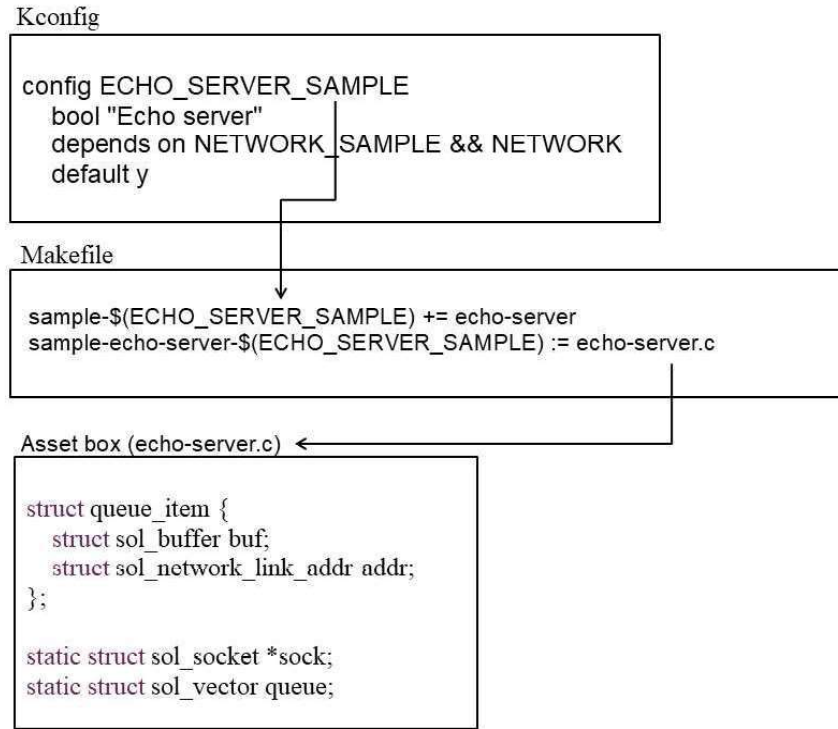 Kconfig
config ECHO_SERVER_SAMPLE
bool "Echo server"
depends on NETWORK_SAMPLE && NETWORK
default y
Makefile
sample-$(ECHO_SERVER_SAMPLE) += echo-server
sample-echo-server-$(ECHO_SERVER_SAMPLE) := echo-server.c
Asset box (echo-server.c)
struct queue_item {
struct sol_buffer buf;
struct sol_network_link_addr addr;
};
static struct sol_socket *sock;
static struct sol_vector queue;